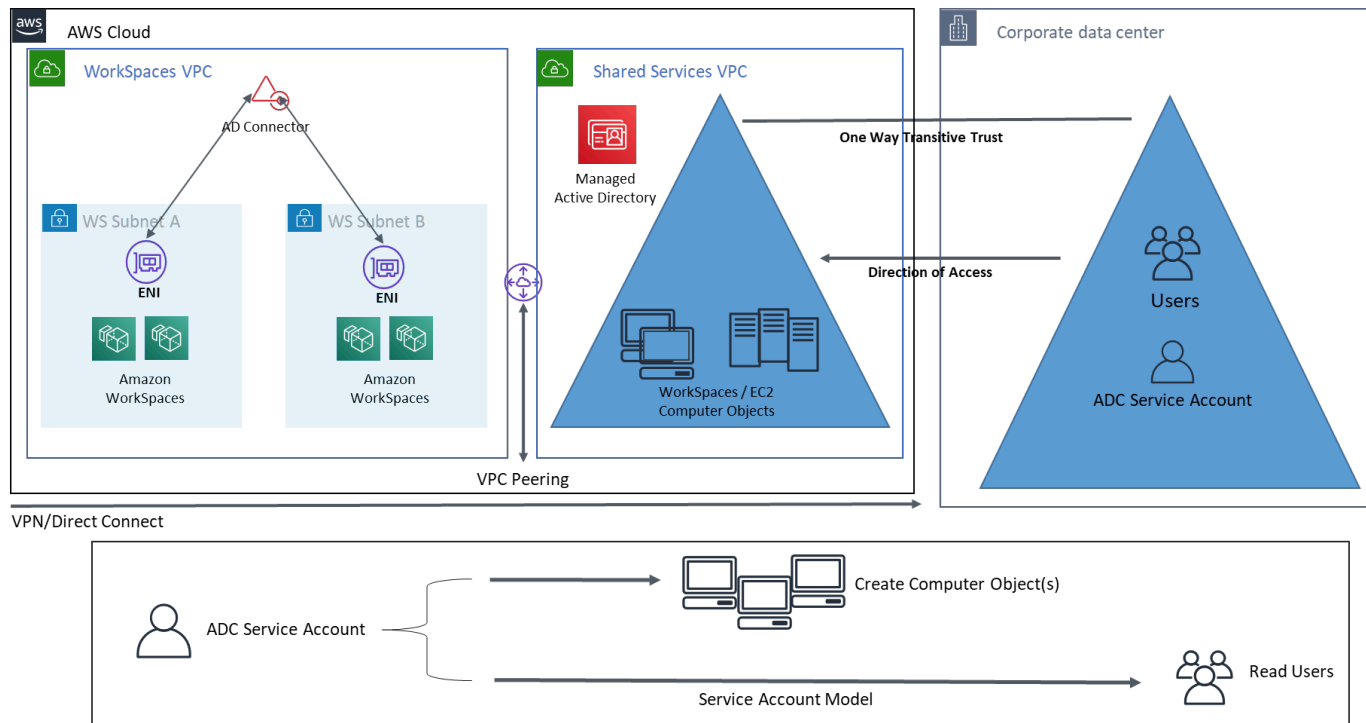 aws
AWS Cloud
WorkSpaces VPC
AD Connector
WS Subnet A
WS Subnet B
ENI
ENI
Amazon
WorkSpaces
Amazon
WorkSpaces
Shared Services VPC
Managed
Active Directory
WorkSpaces / EC2
Computer Objects
VPC Peering
Corporate data center
One Way Transitive Trust
Direction of Access
Users
ADC Service Account
VPN/Direct Connect
ADC Service Account
Create Computer Object(s)
Service Account Model
Read Users